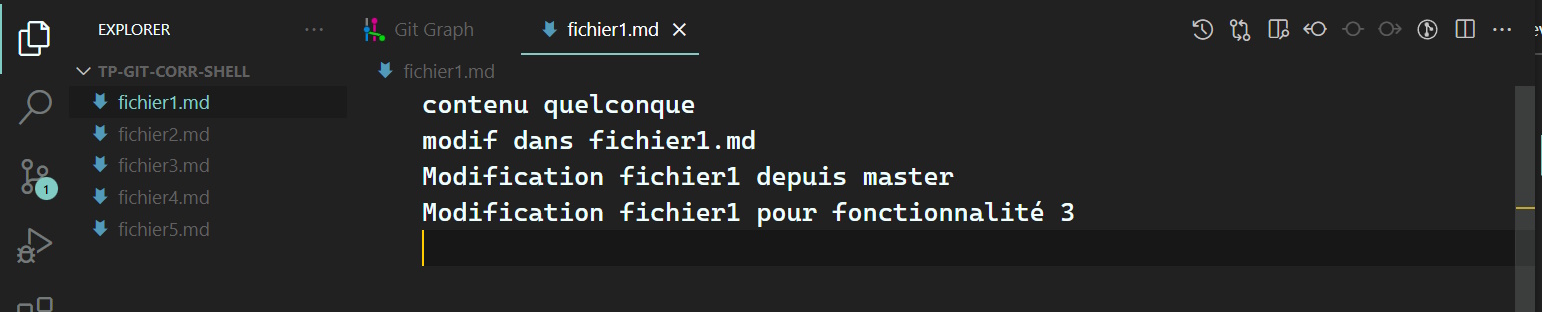 EXPLORER
TP-GIT-CORR-SHELL
fichier1.md
fichier2.md
fichier3.md
fichier4.md
fichier5.md
1
Git Graph
fichier1.md
fichier1.md
contenu quelconque
modif dans fichier1.md
Modification fichier1 depuis master
Modification fichier1 pour fonctionnalité 3